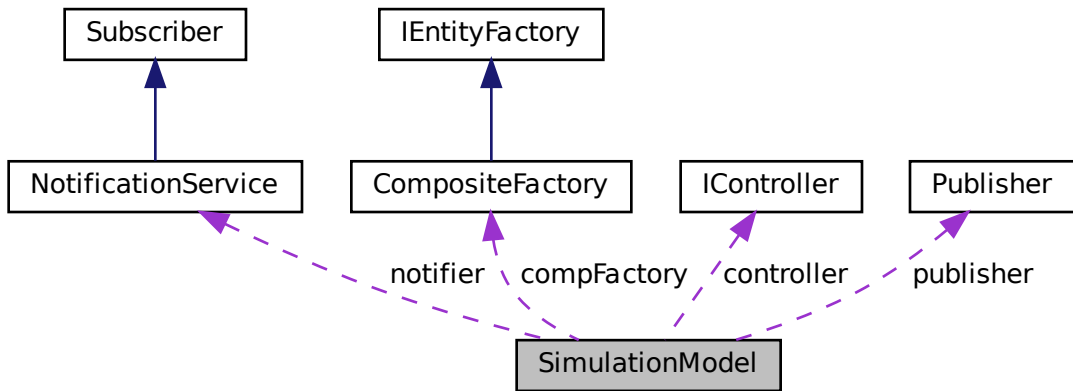 Subscriber
IEntityFactory
NotificationService
CompositeFactory
IController
Publisher
notifier
compFactory
controller
publisher
SimulationModel